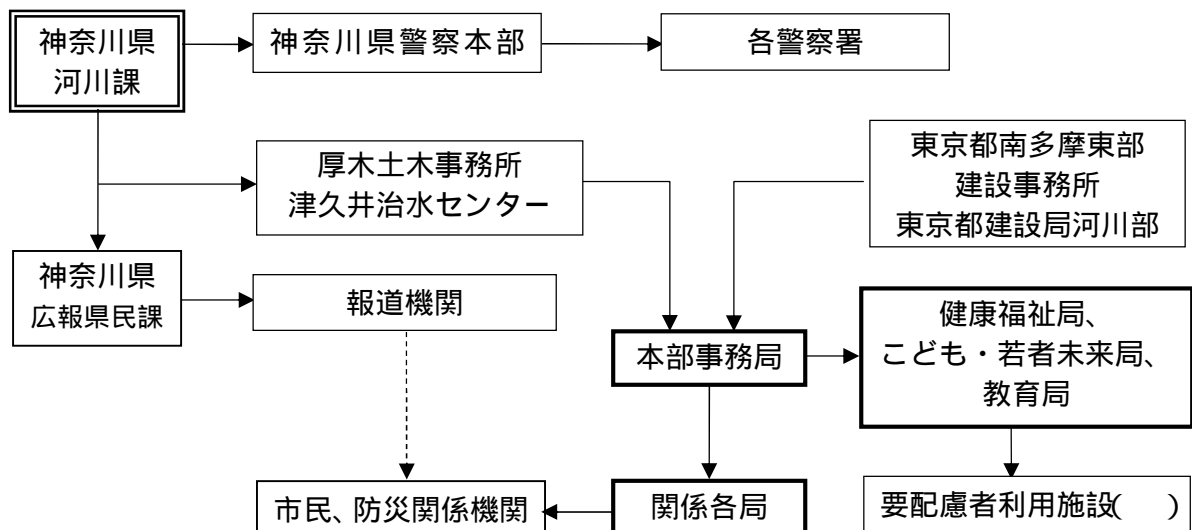 神奈川県
河川課
神奈川県警察本部
各警察署
厚木土木事務所
津久井治水センター
東京都南多摩東部
建設事務所
東京都建設局河川部
神奈川県
広報県民課
報道機関
本部事務局
健康福祉局、
こども・若者未来局、
教育局
市民、防災関係機関
関係各局
要配慮者利用施設(　)